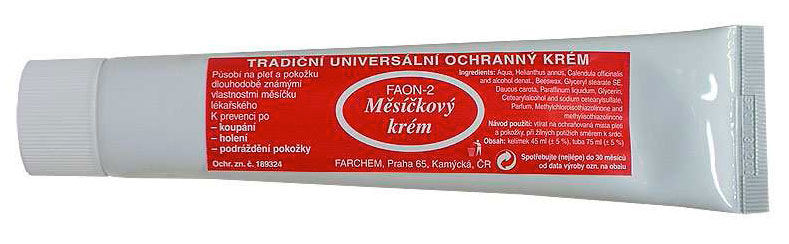 TRADIČNÍ UNIVERSÁLNÍ OCHRANNÝ KRÉM
Působí na pleť a pokožku
dlouhodobě známými
vlastnostmi měsíčku
lékařského
K prevenci po
– koupání
– holení
– podráždění pokožky
Ochr. zn. č. 189324
FAON-2
Měsíčkový
krém
FARCHEM, Praha 65, Kamýcká, ČR
Ingredients: Aqua, Helianthus annus, Calendula officinalis
and alcohol denat., Beeswax, Glyceryl stearate SE,
Daucus carota, Paraffinum liquidum, Glycerin,
Cetearylalcohol and sodium cetearylsulfate,
Parfum, Methylchloroisothiazolinone and
methylisothiazolinone
Návod použití: vtírat na ochraňovaná místa pleti
a pokožky, při žilných potížích směrem k srdci.
Obsah: kelímek 45 ml (± 5 %), tuba 75 ml (± 5 %)
Spotřebujte (nejlépe) do 30 měsíců
od data výroby ozn. na obalu